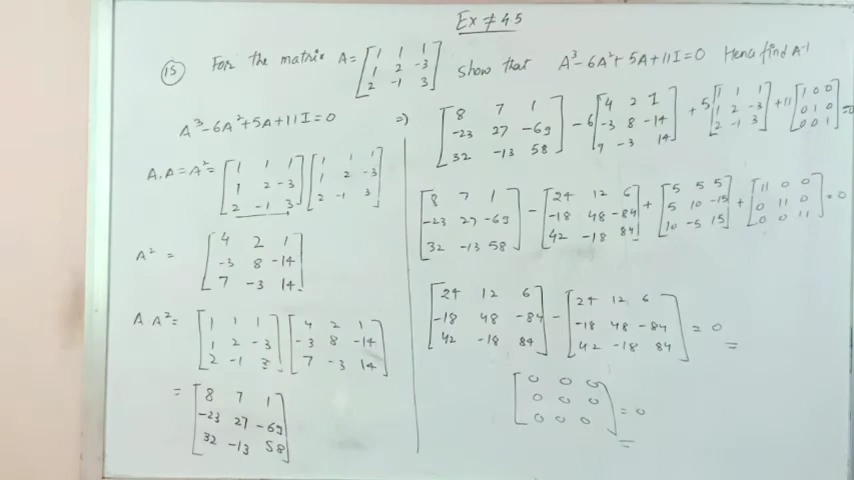 Ex ≠ 4.5
(15) For the matrix A = [1 1 1; 1 2 -3; 2 -1 3] show that A³-6A²+5A+11I=0 Hence find A-1
A³-6A²+5A+11I=0
A.A=A²= [1 1 1; 1 2 -3; 2 -1 3] [1 1 1; 1 2 -3; 2 -1 3]
A² = [4 2 1; -3 8 -14; 7 -3 14]
A A²= [1 1 1; 1 2 -3; 2 -1 3] [4 2 1; -3 8 -14; 7 -3 14]
= [8 7 1; -23 27 -69; 32 -13 58]
=) [8 7 1; -23 27 -69; 32 -13 58] -6 [4 2 1; -3 8 -14; 7 -3 14] +5 [1 1 1; 1 2 -3; 2 -1 3] +11 [1 0 0; 0 1 0; 0 0 1] =0
[8 7 1; -23 27 -69; 32 -13 58] - [24 12 6; -18 48 -84; 42 -18 84] + [5 5 5; 5 10 -15; 10 -5 15] + [11 0 0; 0 11 0; 0 0 11] =0
[24 12 6; -18 48 -84; 42 -18 84] - [24 12 6; -18 48 -84; 42 -18 84] = 0
[0 0 0; 0 0 0; 0 0 0] = 0